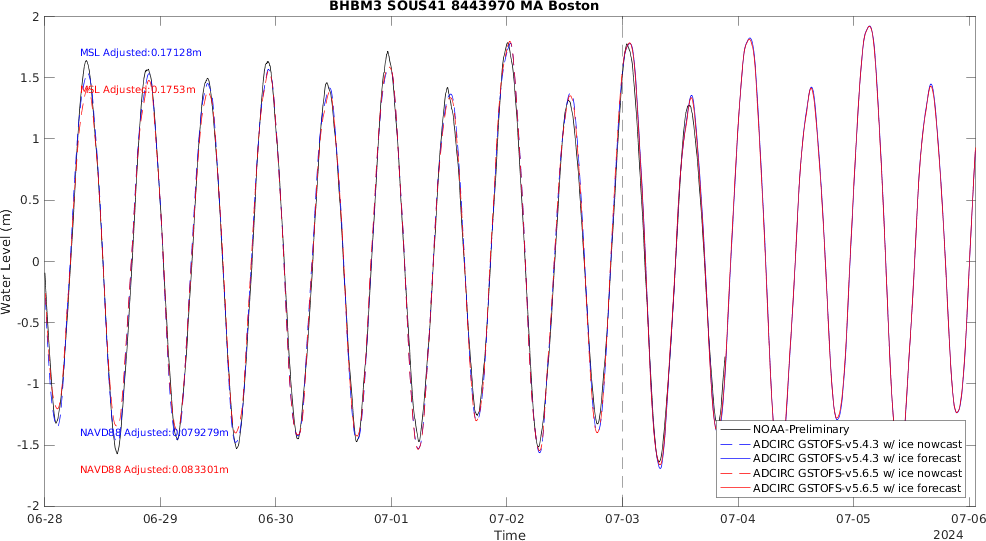 BHBM3 SOUS41 8443970 MA Boston
2
1.5
1
0.5
0
-0.5
-1
-1.5
-2
Water Level (m)
MSL Adjusted:0.17128m
MSL Adjusted:0.1753m
NAVD88 Adjusted:0.079279m
NAVD88 Adjusted:0.083301m
NOAA-Preliminary
ADCIRC GSTOFS-v5.4.3 w/ ice nowcast
ADCIRC GSTOFS-v5.4.3 w/ ice forecast
ADCIRC GSTOFS-v5.6.5 w/ ice nowcast
ADCIRC GSTOFS-v5.6.5 w/ ice forecast
06-28 06-29 06-30 07-01 07-02 07-03 07-04 07-05 07-06
Time
2024